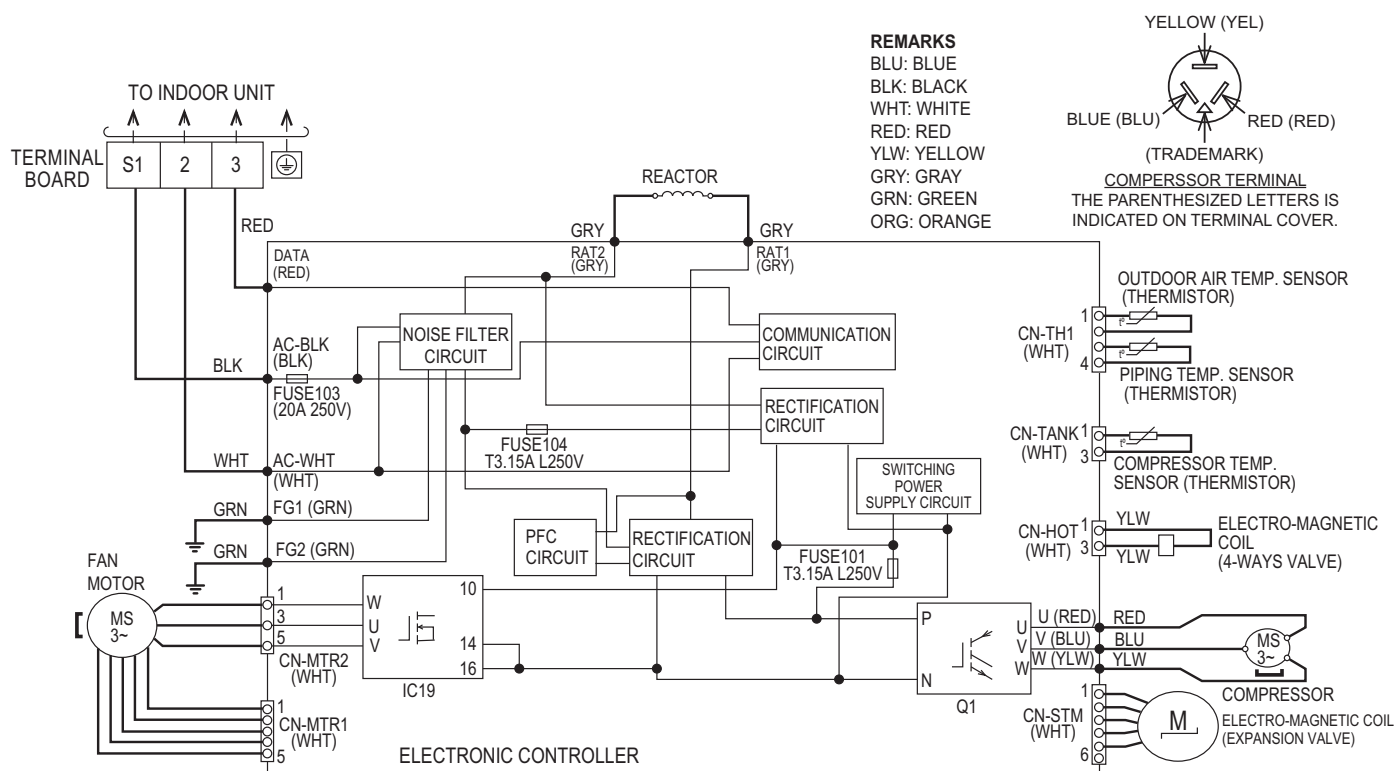 REMARKS
BLU: BLUE
BLK: BLACK
WHT: WHITE
RED: RED
YLW: YELLOW
GRY: GRAY
GRN: GREEN
ORG: ORANGE
YELLOW (YEL)
BLUE (BLU)
RED (RED)
(TRADEMARK)
COMPERSSOR TERMINAL
THE PARENTHESIZED LETTERS IS
INDICATED ON TERMINAL COVER.
TO INDOOR UNIT
TERMINAL
BOARD
S1
2
3
RED
DATA
(RED)
REACTOR
GRY
GRY
RAT2
(GRY)
RAT1
(GRY)
NOISE FILTER
CIRCUIT
COMMUNICATION
CIRCUIT
BLK
AC-BLK
(BLK)
FUSE103
(20A 250V)
RECTIFICATION
CIRCUIT
FUSE104
T3.15A L250V
WHT
AC-WHT
(WHT)
SWITCHING
POWER
SUPPLY CIRCUIT
GRN
FG1 (GRN)
PFC
CIRCUIT
RECTIFICATION
CIRCUIT
GRN
FG2 (GRN)
FUSE101
T3.15A L250V
FAN
MOTOR
MS
3~
1
3
5
CN-MTR2
(WHT)
W
U
V
10
14
16
IC19
1
CN-MTR1
(WHT)
5
ELECTRONIC CONTROLLER
P
N
U
V
W
Q1
OUTDOOR AIR TEMP. SENSOR
(THERMISTOR)
1
CN-TH1
(WHT)
4
t°
t°
PIPING TEMP. SENSOR
(THERMISTOR)
CN-TANK
(WHT)
1
3
t°
COMPRESSOR TEMP.
SENSOR (THERMISTOR)
CN-HOT
(WHT)
1
3
YLW
YLW
ELECTRO-MAGNETIC
COIL
(4-WAYS VALVE)
U (RED)
RED
V (BLU)
BLU
W (YLW)
YLW
MS
3~
COMPRESSOR
1
CN-STM
(WHT)
6
M
ELECTRO-MAGNETIC COIL
(EXPANSION VALVE)